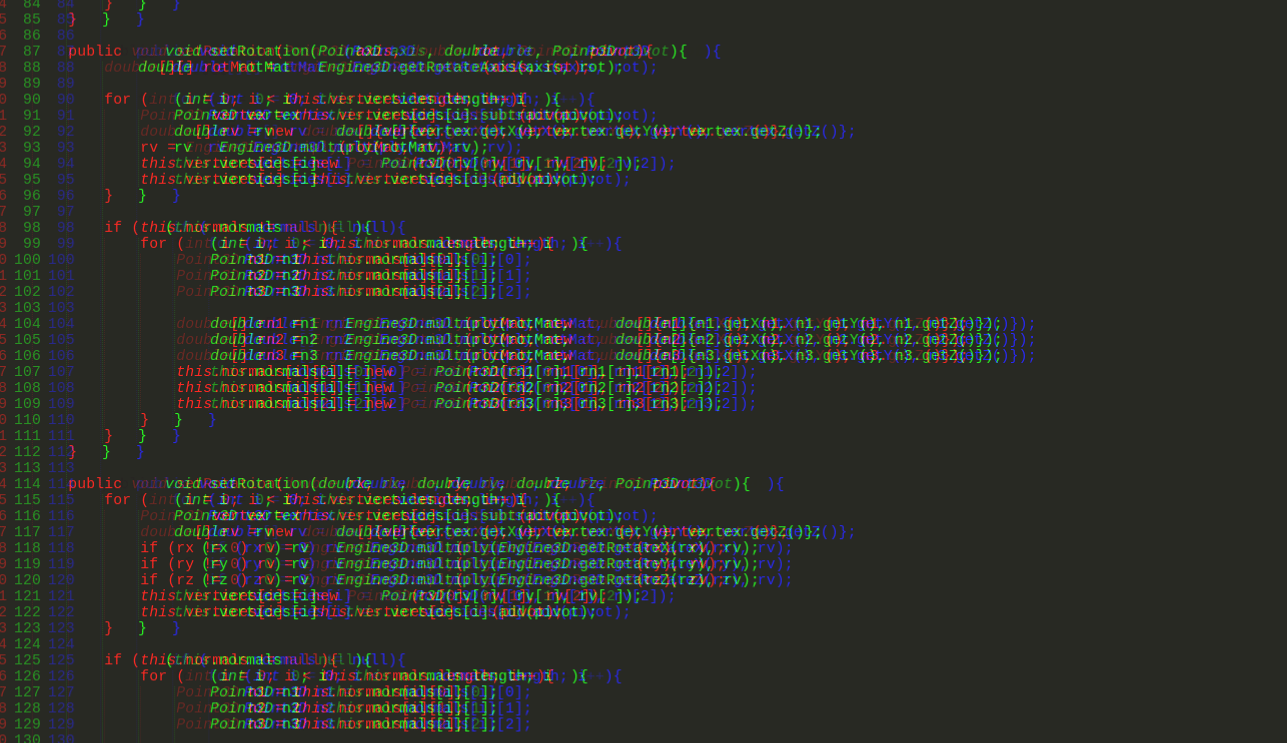 84 }
85 }
86
87 public void setRotation(Point3D axis, double rot, Point3D pivot){
88 double[][] rotMat = Engine3D.getRotateAxis(axis, rot);
89
90 for (int i = 0; i < this.vertices.length; i++){
91 Point3D vertex = this.vertices[i].subtract(pivot);
92 double[] rv = new double[]{vertex.getX(), vertex.getY(), vertex.getZ()};
93 rv = Engine3D.multiply(rotMat, rv);
94 this.vertices[i] = new Point3D(rv[0], rv[1], rv[2]);
95 this.vertices[i] = this.vertices[i].add(pivot);
96 }
97
98 if (this.normals != null){
99 for (int i = 0; i < this.normals.length; i++){
100 Point3D n1 = this.normals[i][0];
101 Point3D n2 = this.normals[i][1];
102 Point3D n3 = this.normals[i][2];
103
104 double[] rn1 = Engine3D.multiply(rotMat, new double[]{n1.getX(), n1.getY(), n1.getZ()});
105 double[] rn2 = Engine3D.multiply(rotMat, new double[]{n2.getX(), n2.getY(), n2.getZ()});
106 double[] rn3 = Engine3D.multiply(rotMat, new double[]{n3.getX(), n3.getY(), n3.getZ()});
107 this.normals[i][0] = new Point3D(rn1[0], rn1[1], rn1[2]);
108 this.normals[i][1] = new Point3D(rn2[0], rn2[1], rn2[2]);
109 this.normals[i][2] = new Point3D(rn3[0], rn3[1], rn3[2]);
110 }
111 }
112 }
113
114 public void setRotation(double rx, double ry, double rz, Point3D pivot){
115 for (int i = 0; i < this.vertices.length; i++){
116 Point3D vertex = this.vertices[i].subtract(pivot);
117 double[] rv = new double[]{vertex.getX(), vertex.getY(), vertex.getZ()};
118 if (rx != 0) rv = Engine3D.multiply(Engine3D.getRotateX(rx), rv);
119 if (ry != 0) rv = Engine3D.multiply(Engine3D.getRotateY(ry), rv);
120 if (rz != 0) rv = Engine3D.multiply(Engine3D.getRotateZ(rz), rv);
121 this.vertices[i] = new Point3D(rv[0], rv[1], rv[2]);
122 this.vertices[i] = this.vertices[i].add(pivot);
123 }
124
125 if (this.normals != null){
126 for (int i = 0; i < this.normals.length; i++){
127 Point3D n1 = this.normals[i][0];
128 Point3D n2 = this.normals[i][1];
129 Point3D n3 = this.normals[i][2];
130